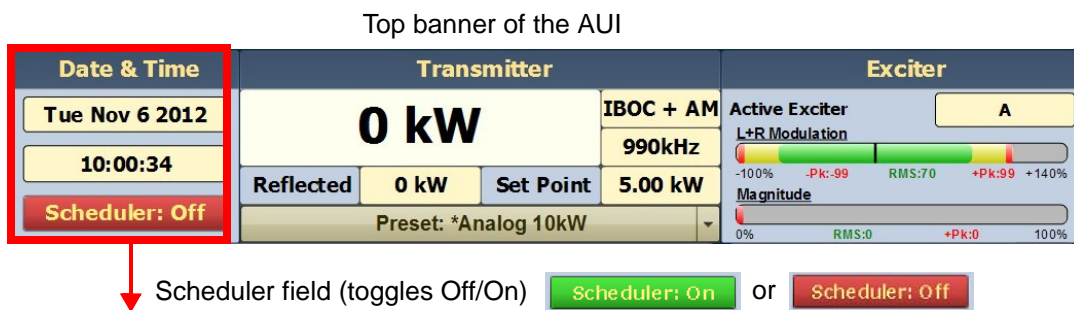 Top banner of the AUI
Date & Time
Tue Nov 6 2012
10:00:34
Scheduler: Off
Transmitter
0 kW
IBOC + AM
990kHz
Reflected 0 kW Set Point 5.00 kW
Preset: *Analog 10kW
Exciter
Active Exciter A
L+R Modulation
-100% -Pk:-99 RMS:70 +Pk:99 +140%
Magnitude
0% RMS:0 +Pk:0 100%
Scheduler field (toggles Off/On) Scheduler: On or Scheduler: Off